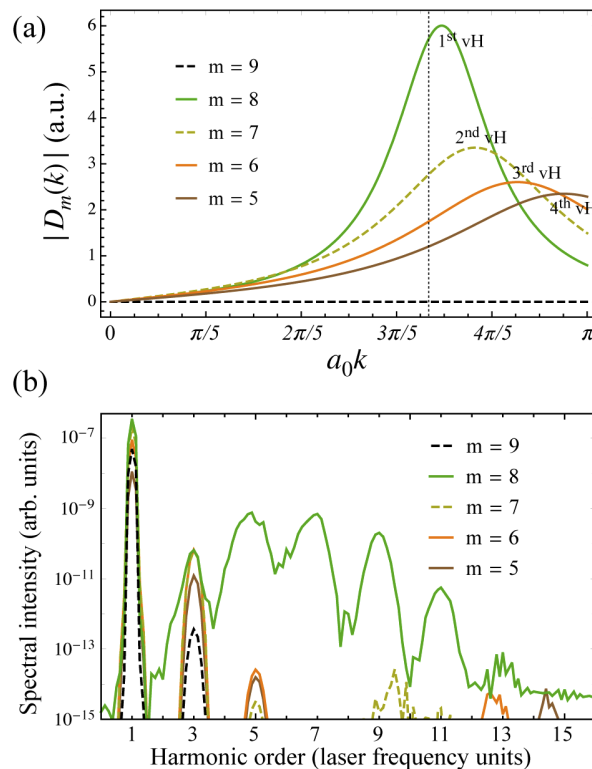 (a)
6
5
4
3
2
1
0
| D_m(k) | (a.u.)
m = 9
m = 8
m = 7
m = 6
m = 5
1st vH
2nd vH
3rd vH
4th vH
0 π/5 2π/5 3π/5 4π/5 π
a_0k
(b)
10^-7
10^-9
10^-11
10^-13
10^-15
Spectral intensity (arb. units)
m = 9
m = 8
m = 7
m = 6
m = 5
1 3 5 7 9 11 13 15
Harmonic order (laser frequency units)